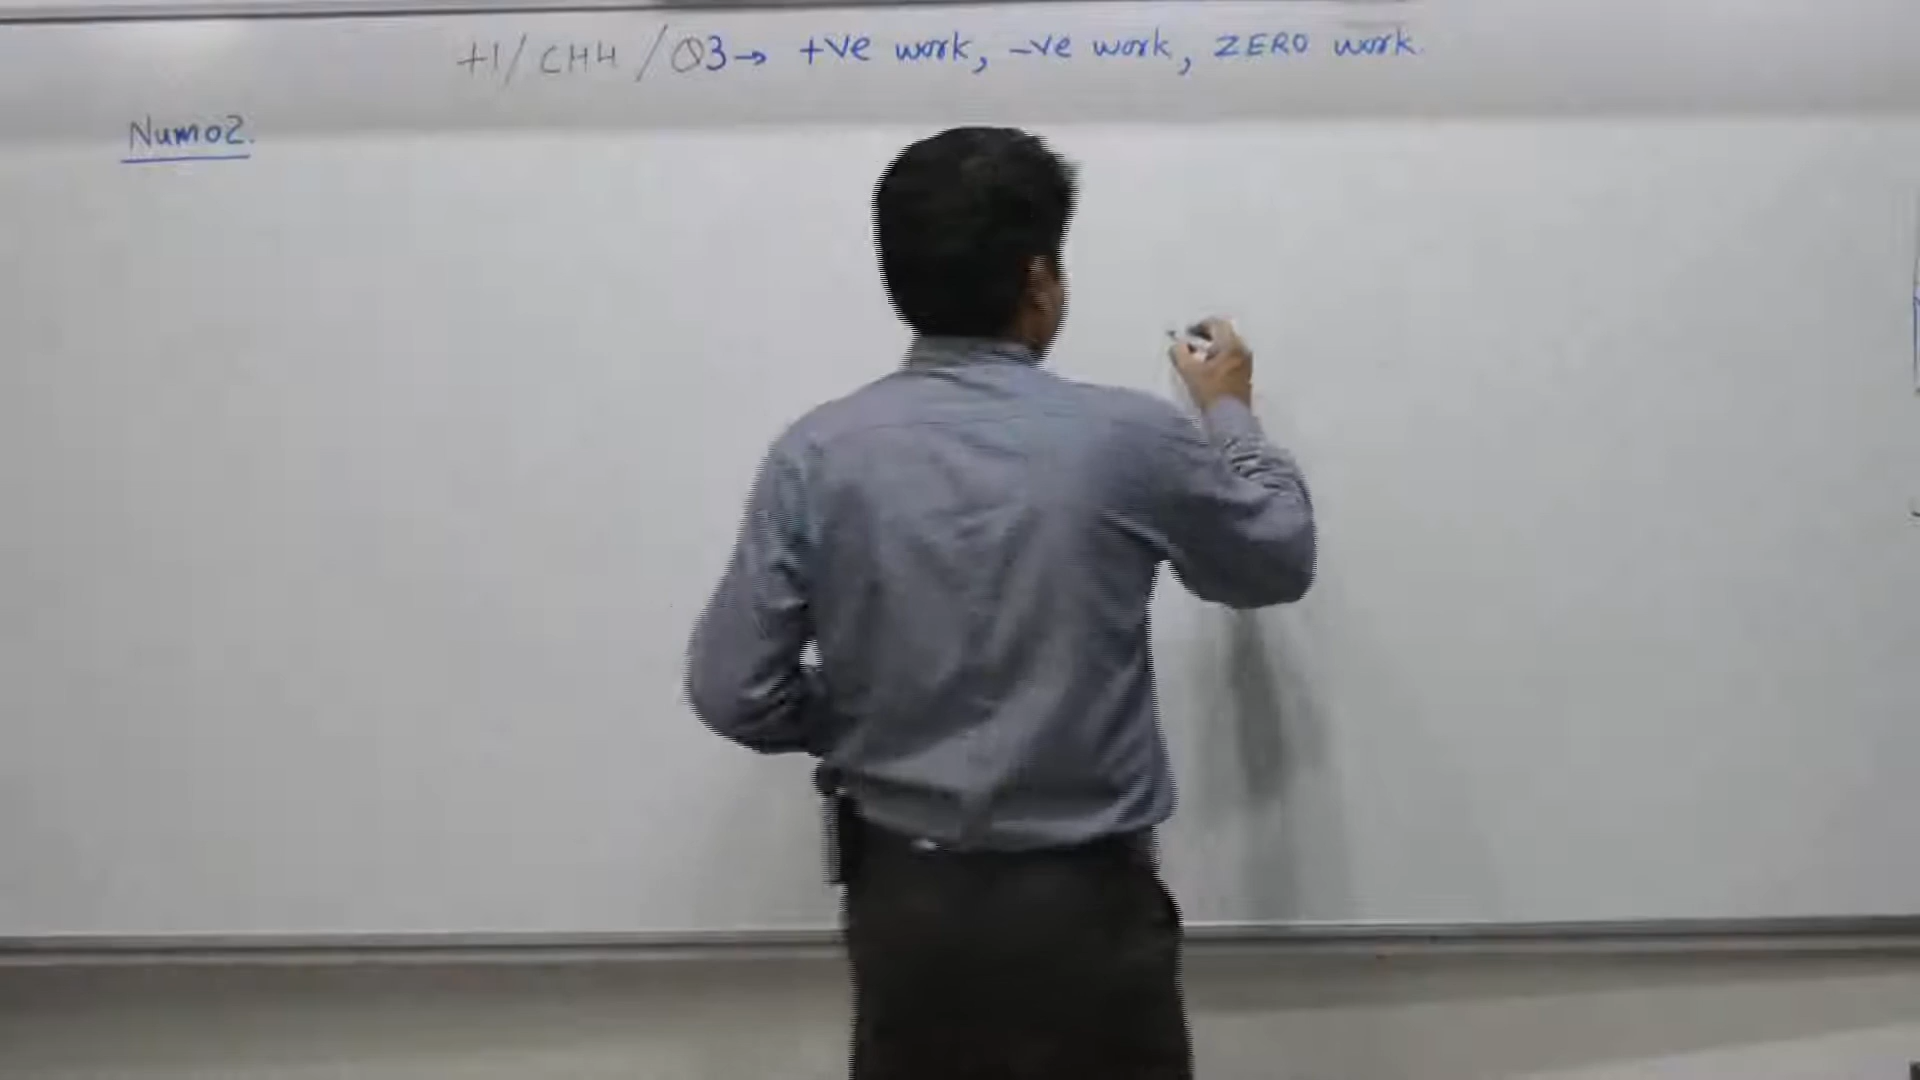 +1/CH4/Q3→ +ve work, -ve work, ZERO work.
Num02.